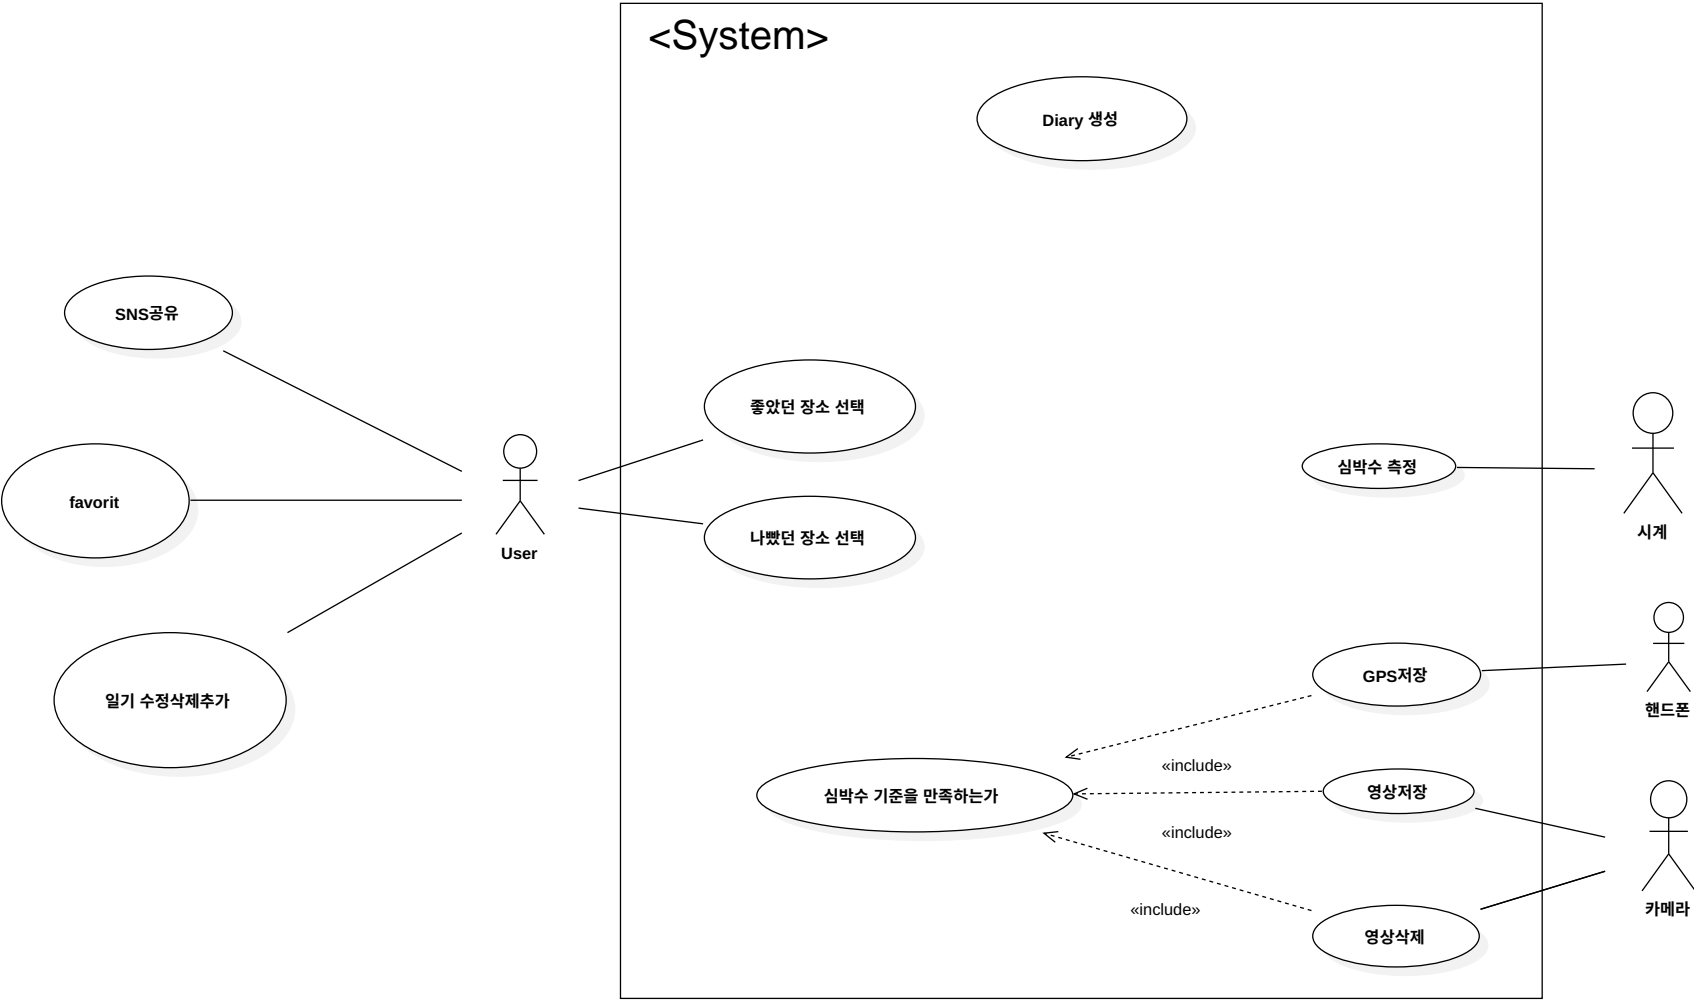 <System>
Diary 생성
SNS공유
좋았던 장소 선택
심박수 측정
favorit
User
나빴던 장소 선택
시계
GPS저장
일기 수정삭제추가
핸드폰
«include»
심박수 기준을 만족하는가
영상저장
«include»
«include»
카메라
영상삭제